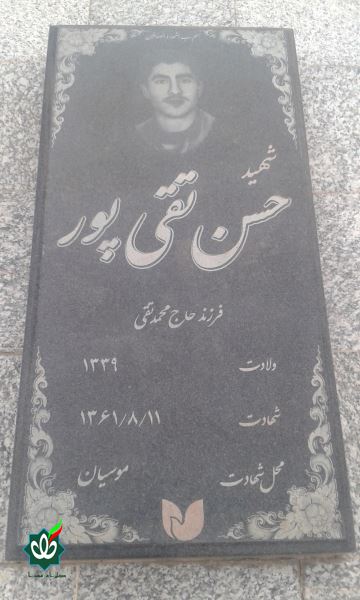 شهید
حسن تقی پور
فرزند حاج محمدتقی
ولادت ۱۳۳۹
شهادت ۱۳۶۱/۸/۱۱
محل شهادت موسیان